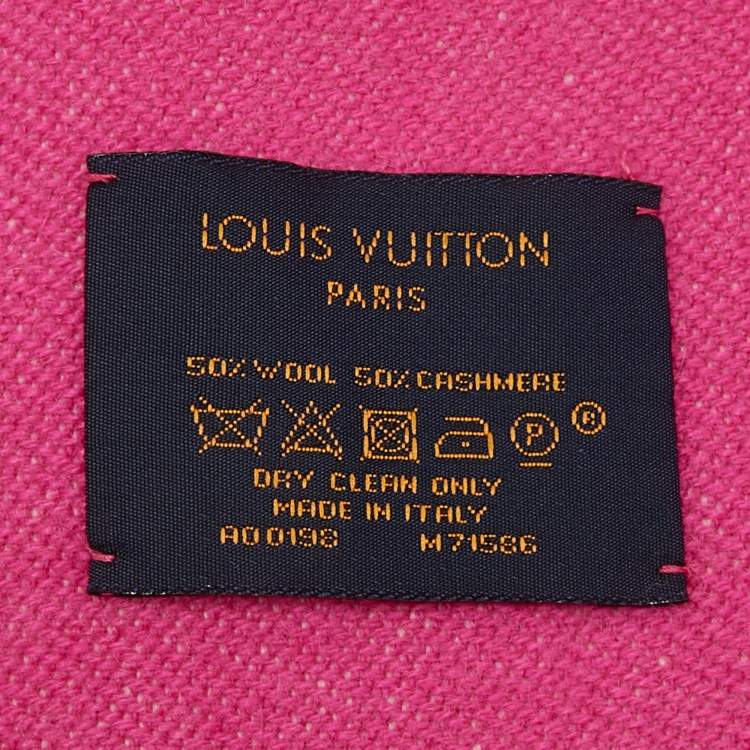 LOUIS VUITTON
PARIS
50% WOOL 50% CASHMERE
P ®
DRY CLEAN ONLY
MADE IN ITALY
AO 0198 M71586